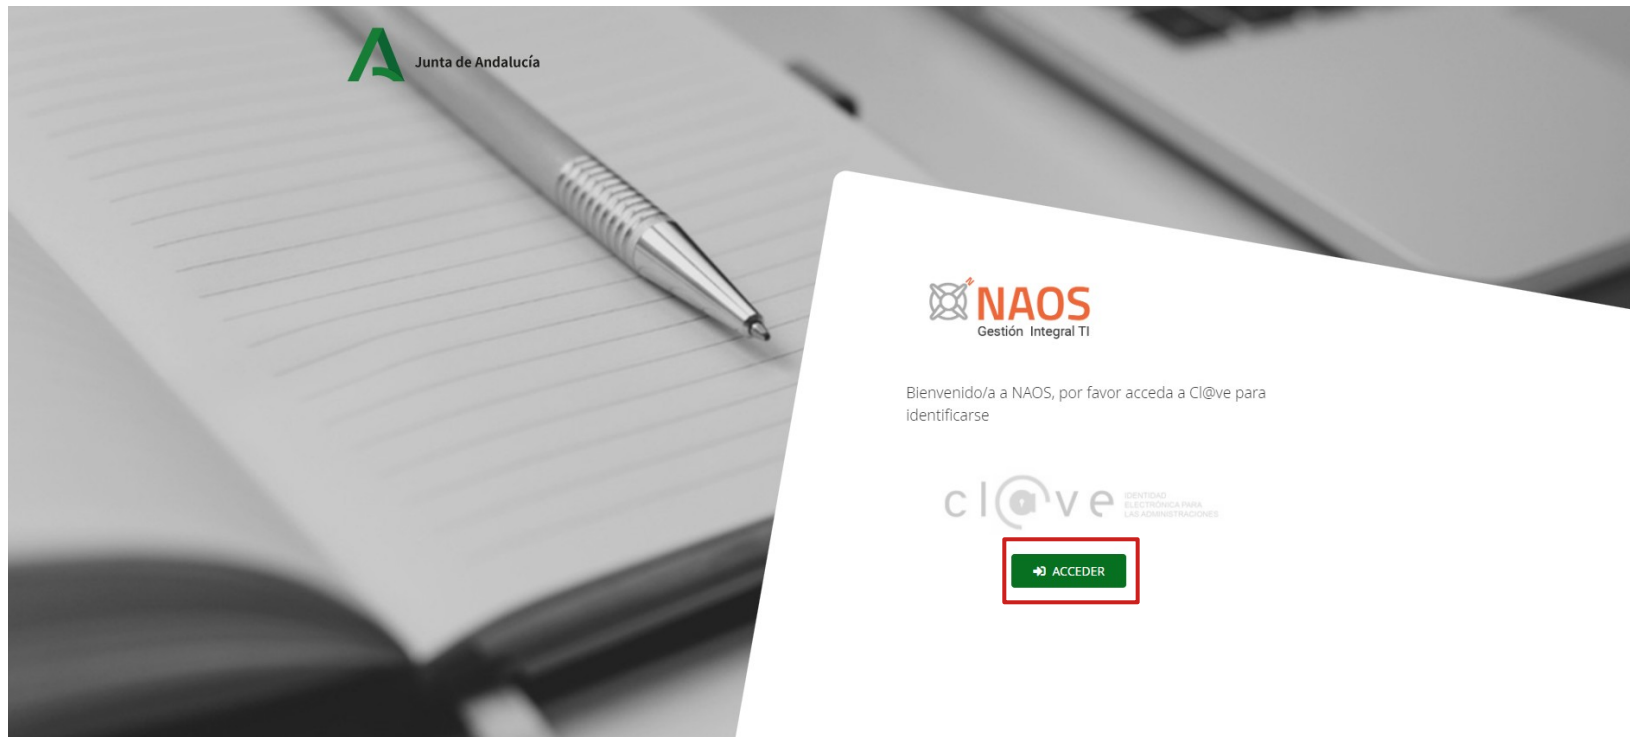 Junta de Andalucía
N
NAOS
Gestión Integral TI
Bienvenido/a a NAOS, por favor acceda a Cl@ve para
identificarse
cl@ve
IDENTIDAD
ELECTRÓNICA PARA
LAS ADMINISTRACIONES
ACCEDER